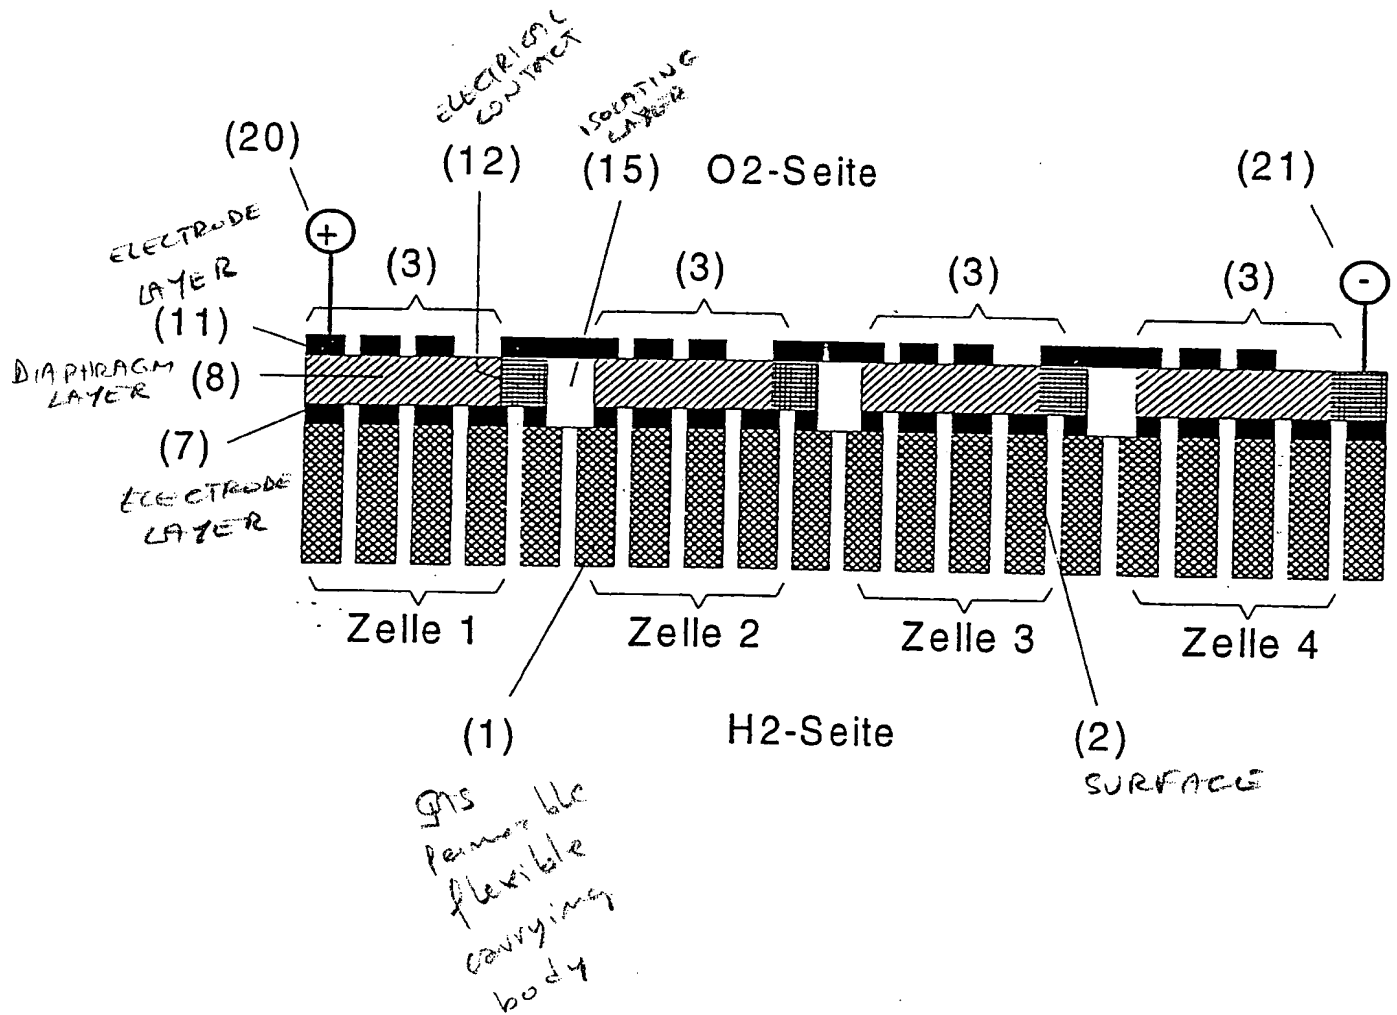 ELECTRICAL
CONTACT
ISOLATING
LAYER
(20)
(12)
(15)
O2-Seite
(21)
ELECTRODE
LAYER
+
-
(3)
(3)
(3)
(3)
(11)
DIAPHRAGM
LAYER
(8)
(7)
ELECTRODE
LAYER
Zelle 1
Zelle 2
Zelle 3
Zelle 4
(1)
H2-Seite
(2)
SURFACE
gas
flexible
carrying
body